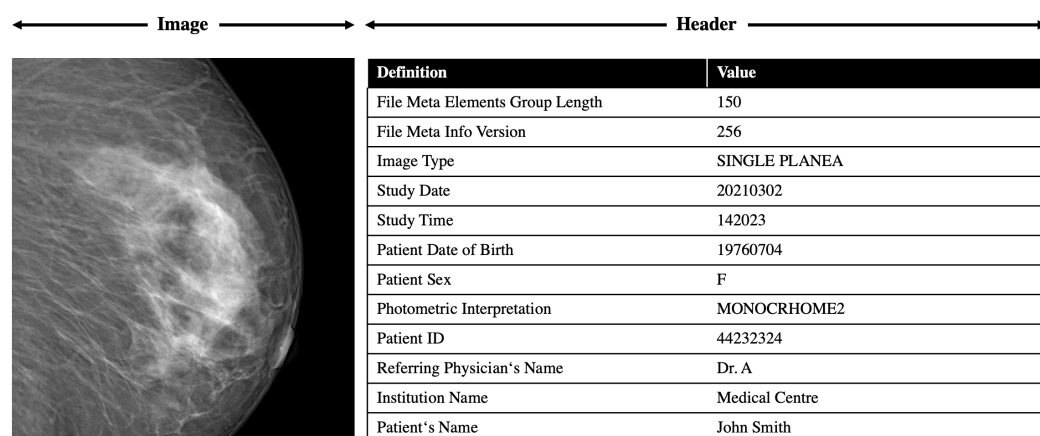 Image
Header
Definition Value
File Meta Elements Group Length 150
File Meta Info Version 256
Image Type SINGLE PLANEA
Study Date 20210302
Study Time 142023
Patient Date of Birth 19760704
Patient Sex F
Photometric Interpretation MONOCRHOME2
Patient ID 44232324
Referring Physician‘s Name Dr. A
Institution Name Medical Centre
Patient‘s Name John Smith